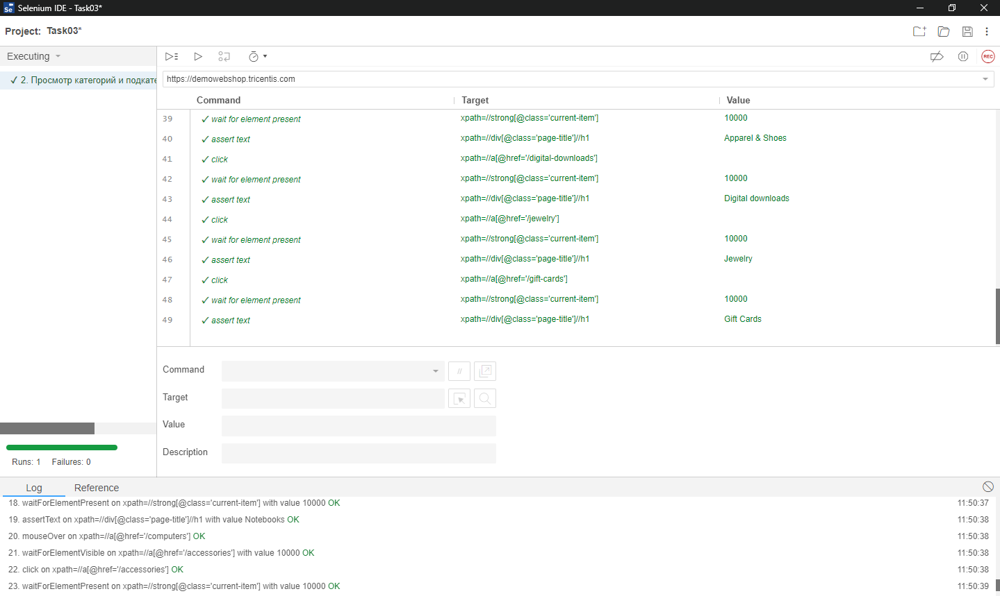 Se Selenium IDE - Task03*
Project: Task03*
Executing
✓ 2. Просмотр категорий и подкате
https://demowebshop.tricentis.com
REC
Command Target Value
39 ✓ wait for element present xpath=//strong[@class='current-item'] 10000
40 ✓ assert text xpath=//div[@class='page-title']//h1 Apparel & Shoes
41 ✓ click xpath=//a[@href='/digital-downloads']
42 ✓ wait for element present xpath=//strong[@class='current-item'] 10000
43 ✓ assert text xpath=//div[@class='page-title']//h1 Digital downloads
44 ✓ click xpath=//a[@href='/jewelry']
45 ✓ wait for element present xpath=//strong[@class='current-item'] 10000
46 ✓ assert text xpath=//div[@class='page-title']//h1 Jewelry
47 ✓ click xpath=//a[@href='/gift-cards']
48 ✓ wait for element present xpath=//strong[@class='current-item'] 10000
49 ✓ assert text xpath=//div[@class='page-title']//h1 Gift Cards
Command //
Target
Value
Description
Runs: 1 Failures: 0
Log Reference
18. waitForElementPresent on xpath=//strong[@class='current-item'] with value 10000 OK 11:50:37
19. assertText on xpath=//div[@class='page-title']//h1 with value Notebooks OK 11:50:38
20. mouseOver on xpath=//a[@href='/computers'] OK 11:50:38
21. waitForElementVisible on xpath=//a[@href='/accessories'] with value 10000 OK 11:50:38
22. click on xpath=//a[@href='/accessories'] OK 11:50:38
23. waitForElementPresent on xpath=//strong[@class='current-item'] with value 10000 OK 11:50:39